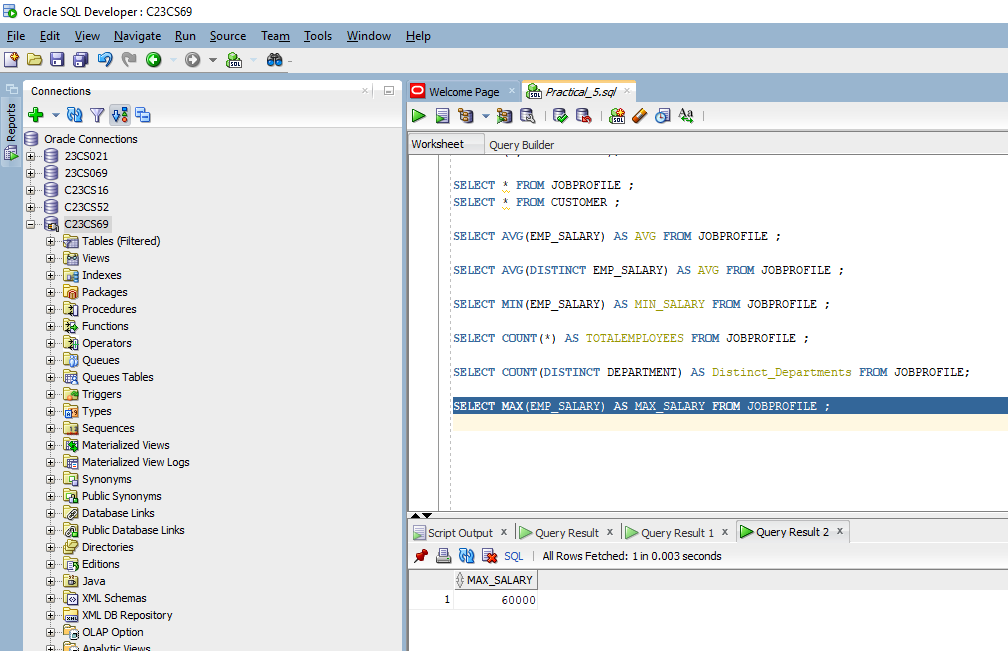 Oracle SQL Developer : C23CS69
File Edit View Navigate Run Source Team Tools Window Help
Reports
Connections
Oracle Connections
23CS021
23CS069
C23CS16
C23CS52
C23CS69
Tables (Filtered)
Views
Indexes
Packages
Procedures
Functions
Operators
Queues
Queues Tables
Triggers
Types
Sequences
Materialized Views
Materialized View Logs
Synonyms
Public Synonyms
Database Links
Public Database Links
Directories
Editions
Java
XML Schemas
XML DB Repository
OLAP Option
Analytic Views
Welcome Page Practical_5.sql
Worksheet Query Builder
SELECT * FROM JOBPROFILE ;
SELECT * FROM CUSTOMER ;
SELECT AVG(EMP_SALARY) AS AVG FROM JOBPROFILE ;
SELECT AVG(DISTINCT EMP_SALARY) AS AVG FROM JOBPROFILE ;
SELECT MIN(EMP_SALARY) AS MIN_SALARY FROM JOBPROFILE ;
SELECT COUNT(*) AS TOTALEMPLOYEES FROM JOBPROFILE ;
SELECT COUNT(DISTINCT DEPARTMENT) AS Distinct_Departments FROM JOBPROFILE;
SELECT MAX(EMP_SALARY) AS MAX_SALARY FROM JOBPROFILE ;
Script Output Query Result Query Result 1 Query Result 2
SQL All Rows Fetched: 1 in 0.003 seconds
MAX_SALARY
1 60000